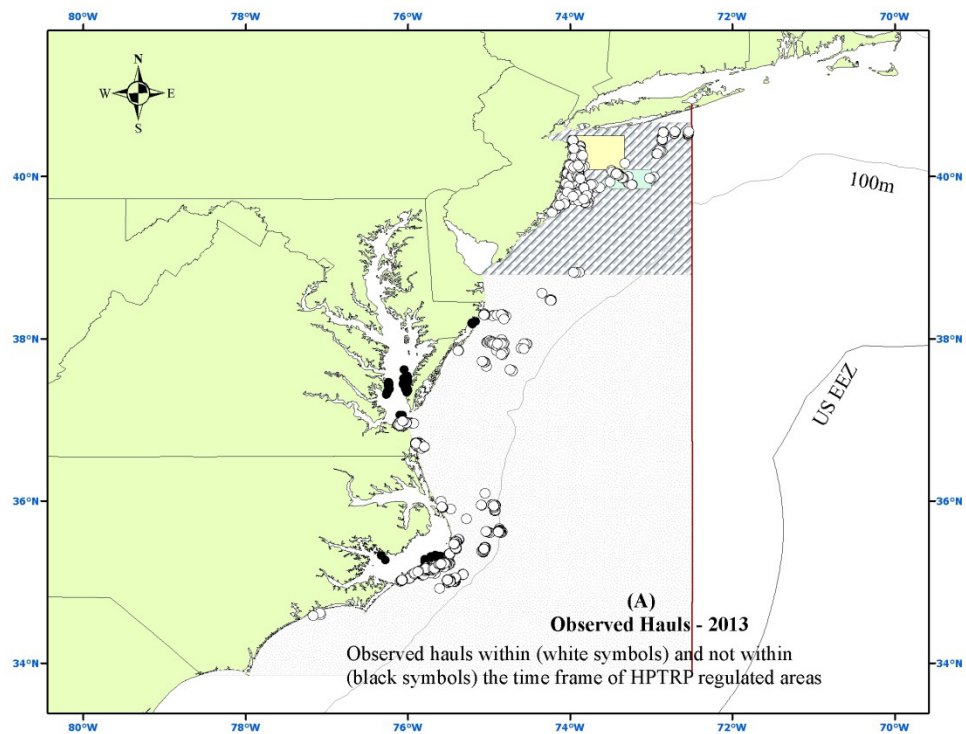 80°W 78°W 76°W 74°W 72°W 70°W
N
W E
S
40°N 40°N
100m
38°N 38°N
US EEZ
36°N 36°N
(A)
Observed Hauls - 2013
Observed hauls within (white symbols) and not within
(black symbols) the time frame of HPTRP regulated areas
34°N 34°N
80°W 78°W 76°W 74°W 72°W 70°W